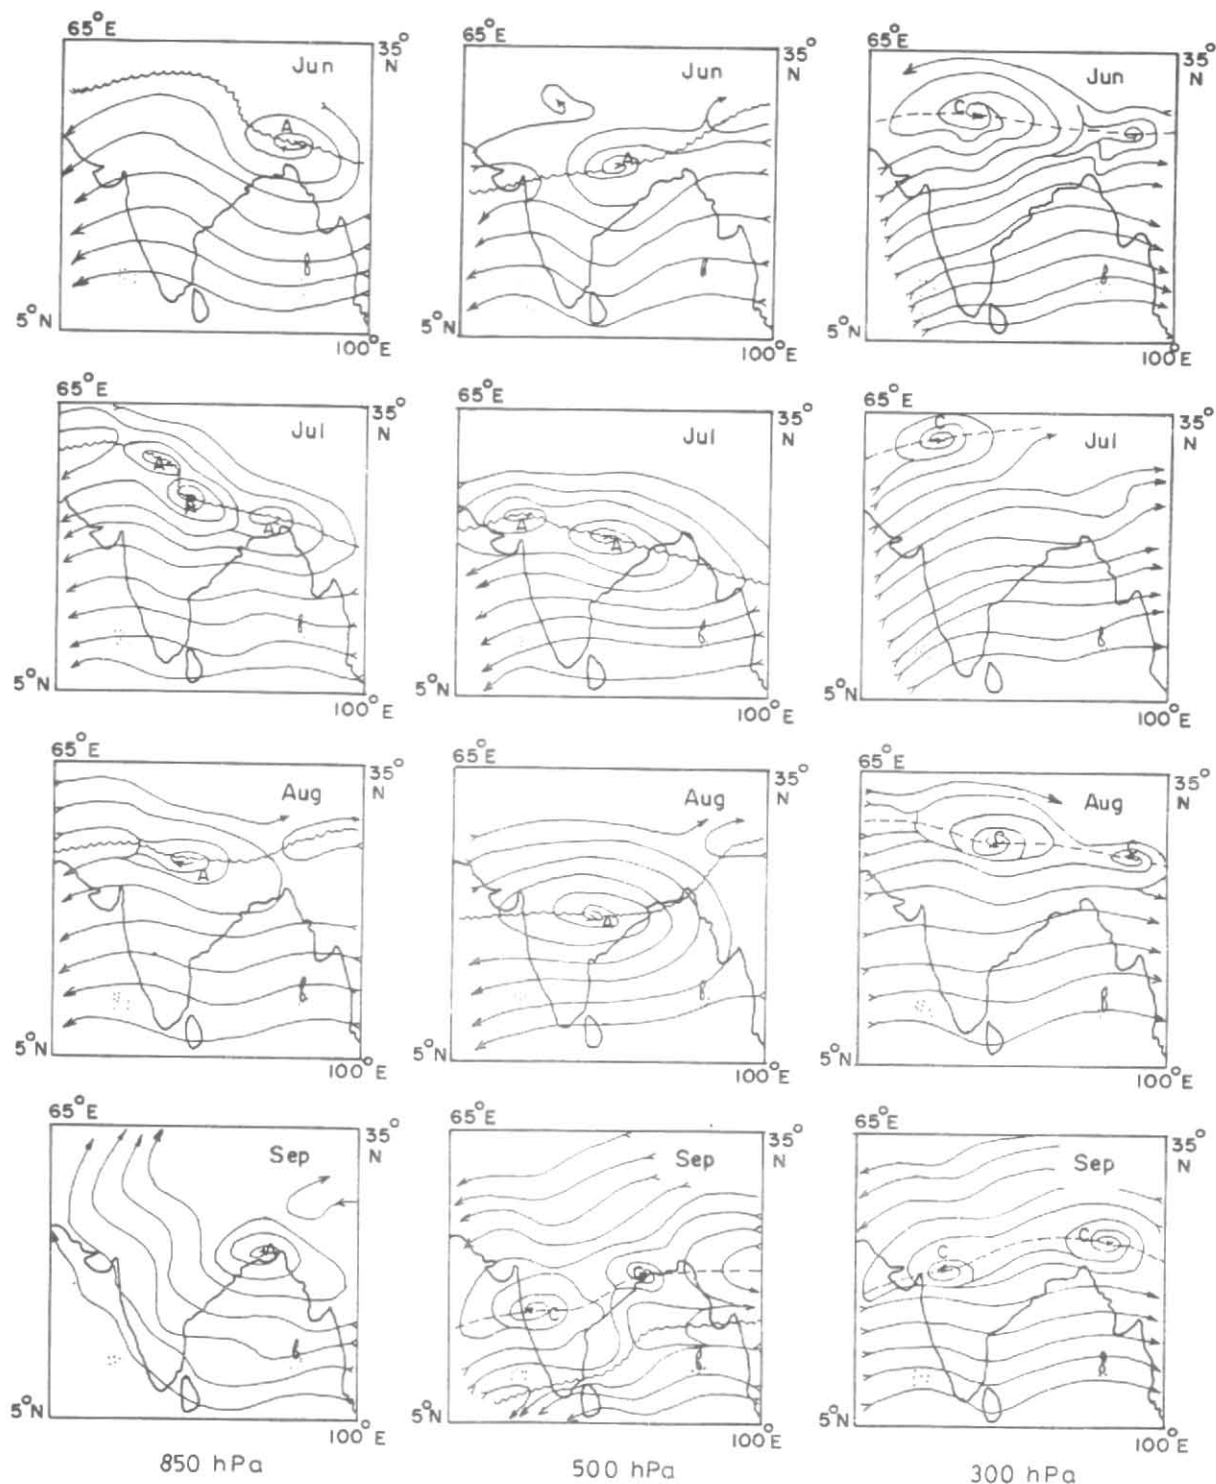 65°E 65°E 65°E
35° N 35° N 35° N
Jun Jun Jun
A A C
5°N 5°N 5°N
100°E 100°E 100°E
65°E 65°E 65°E
35° N 35° N
Jul Jul Jul
A A A A C
5°N 5°N 5°N
100°E 100°E 100°E
65°E 65°E 65°E
35° N 35° N 35° N
Aug Aug Aug
A A C C
5°N 5°N 5°N
100°E 100°E 100°E
65°E 65°E 65°E
35° N 35° N 35° N
Sep Sep Sep
A C C C C
5°N 5°N 5°N
100°E 100°E 100°E
850 hPa 500 hPa 300 hPa